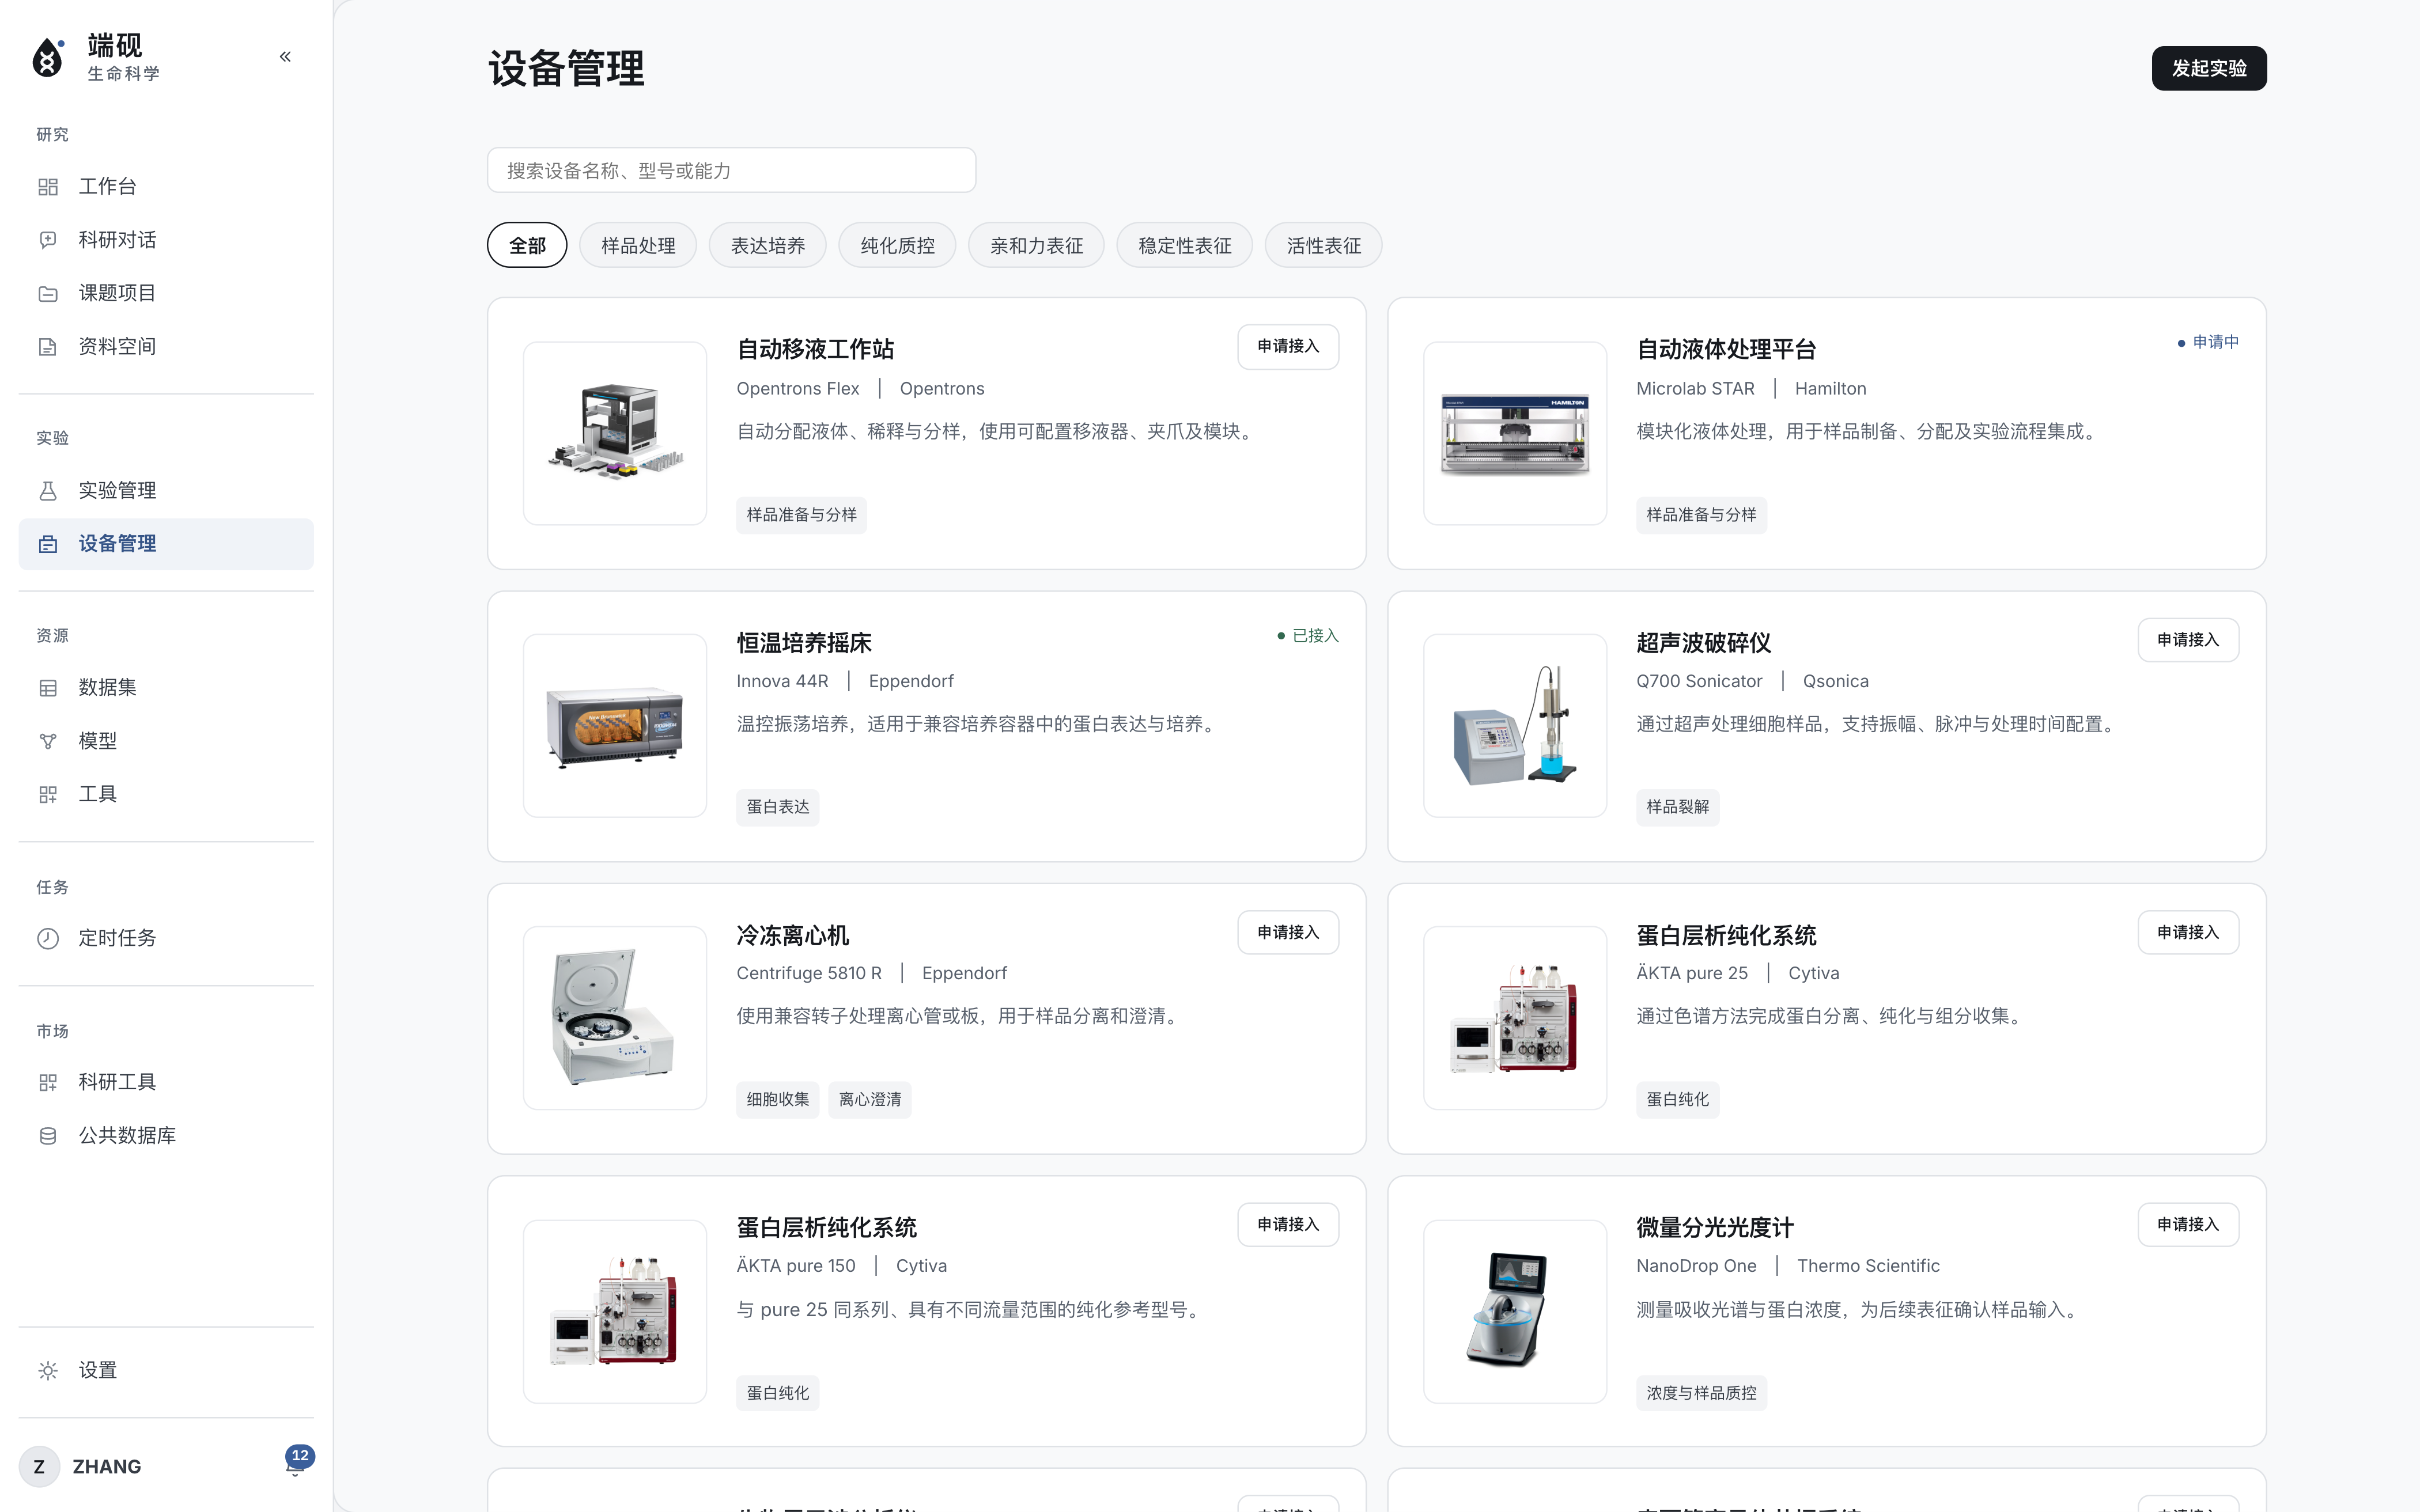 端砚
生命科学
研究
工作台
科研对话
课题项目
资料空间
实验
实验管理
设备管理
资源
数据集
模型
工具
任务
定时任务
市场
科研工具
公共数据库
设置
Z
ZHANG
12
设备管理
发起实验
搜索设备名称、型号或能力
全部
样品处理
表达培养
纯化质控
亲和力表征
稳定性表征
活性表征
自动移液工作站
申请接入
Opentrons Flex | Opentrons
自动分配液体、稀释与分样，使用可配置移液器、夹爪及模块。
样品准备与分样
HAMILTON
自动液体处理平台
申请中
Microlab STAR | Hamilton
模块化液体处理，用于样品制备、分配及实验流程集成。
样品准备与分样
恒温培养摇床
已接入
Innova 44R | Eppendorf
温控振荡培养，适用于兼容培养容器中的蛋白表达与培养。
蛋白表达
超声波破碎仪
申请接入
Q700 Sonicator | Qsonica
通过超声处理细胞样品，支持振幅、脉冲与处理时间配置。
样品裂解
冷冻离心机
申请接入
Centrifuge 5810 R | Eppendorf
使用兼容转子处理离心管或板，用于样品分离和澄清。
细胞收集
离心澄清
蛋白层析纯化系统
申请接入
ÄKTA pure 25 | Cytiva
通过色谱方法完成蛋白分离、纯化与组分收集。
蛋白纯化
蛋白层析纯化系统
申请接入
ÄKTA pure 150 | Cytiva
与 pure 25 同系列、具有不同流量范围的纯化参考型号。
蛋白纯化
微量分光光度计
申请接入
NanoDrop One | Thermo Scientific
测量吸收光谱与蛋白浓度，为后续表征确认样品输入。
浓度与样品质控